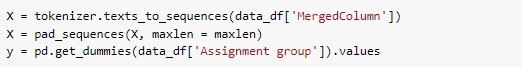 X = tokenizer.texts_to_sequences(data_df['MergedColumn'])
X = pad_sequences(X, maxlen = maxlen)
y = pd.get_dummies(data_df['Assignment group']).values